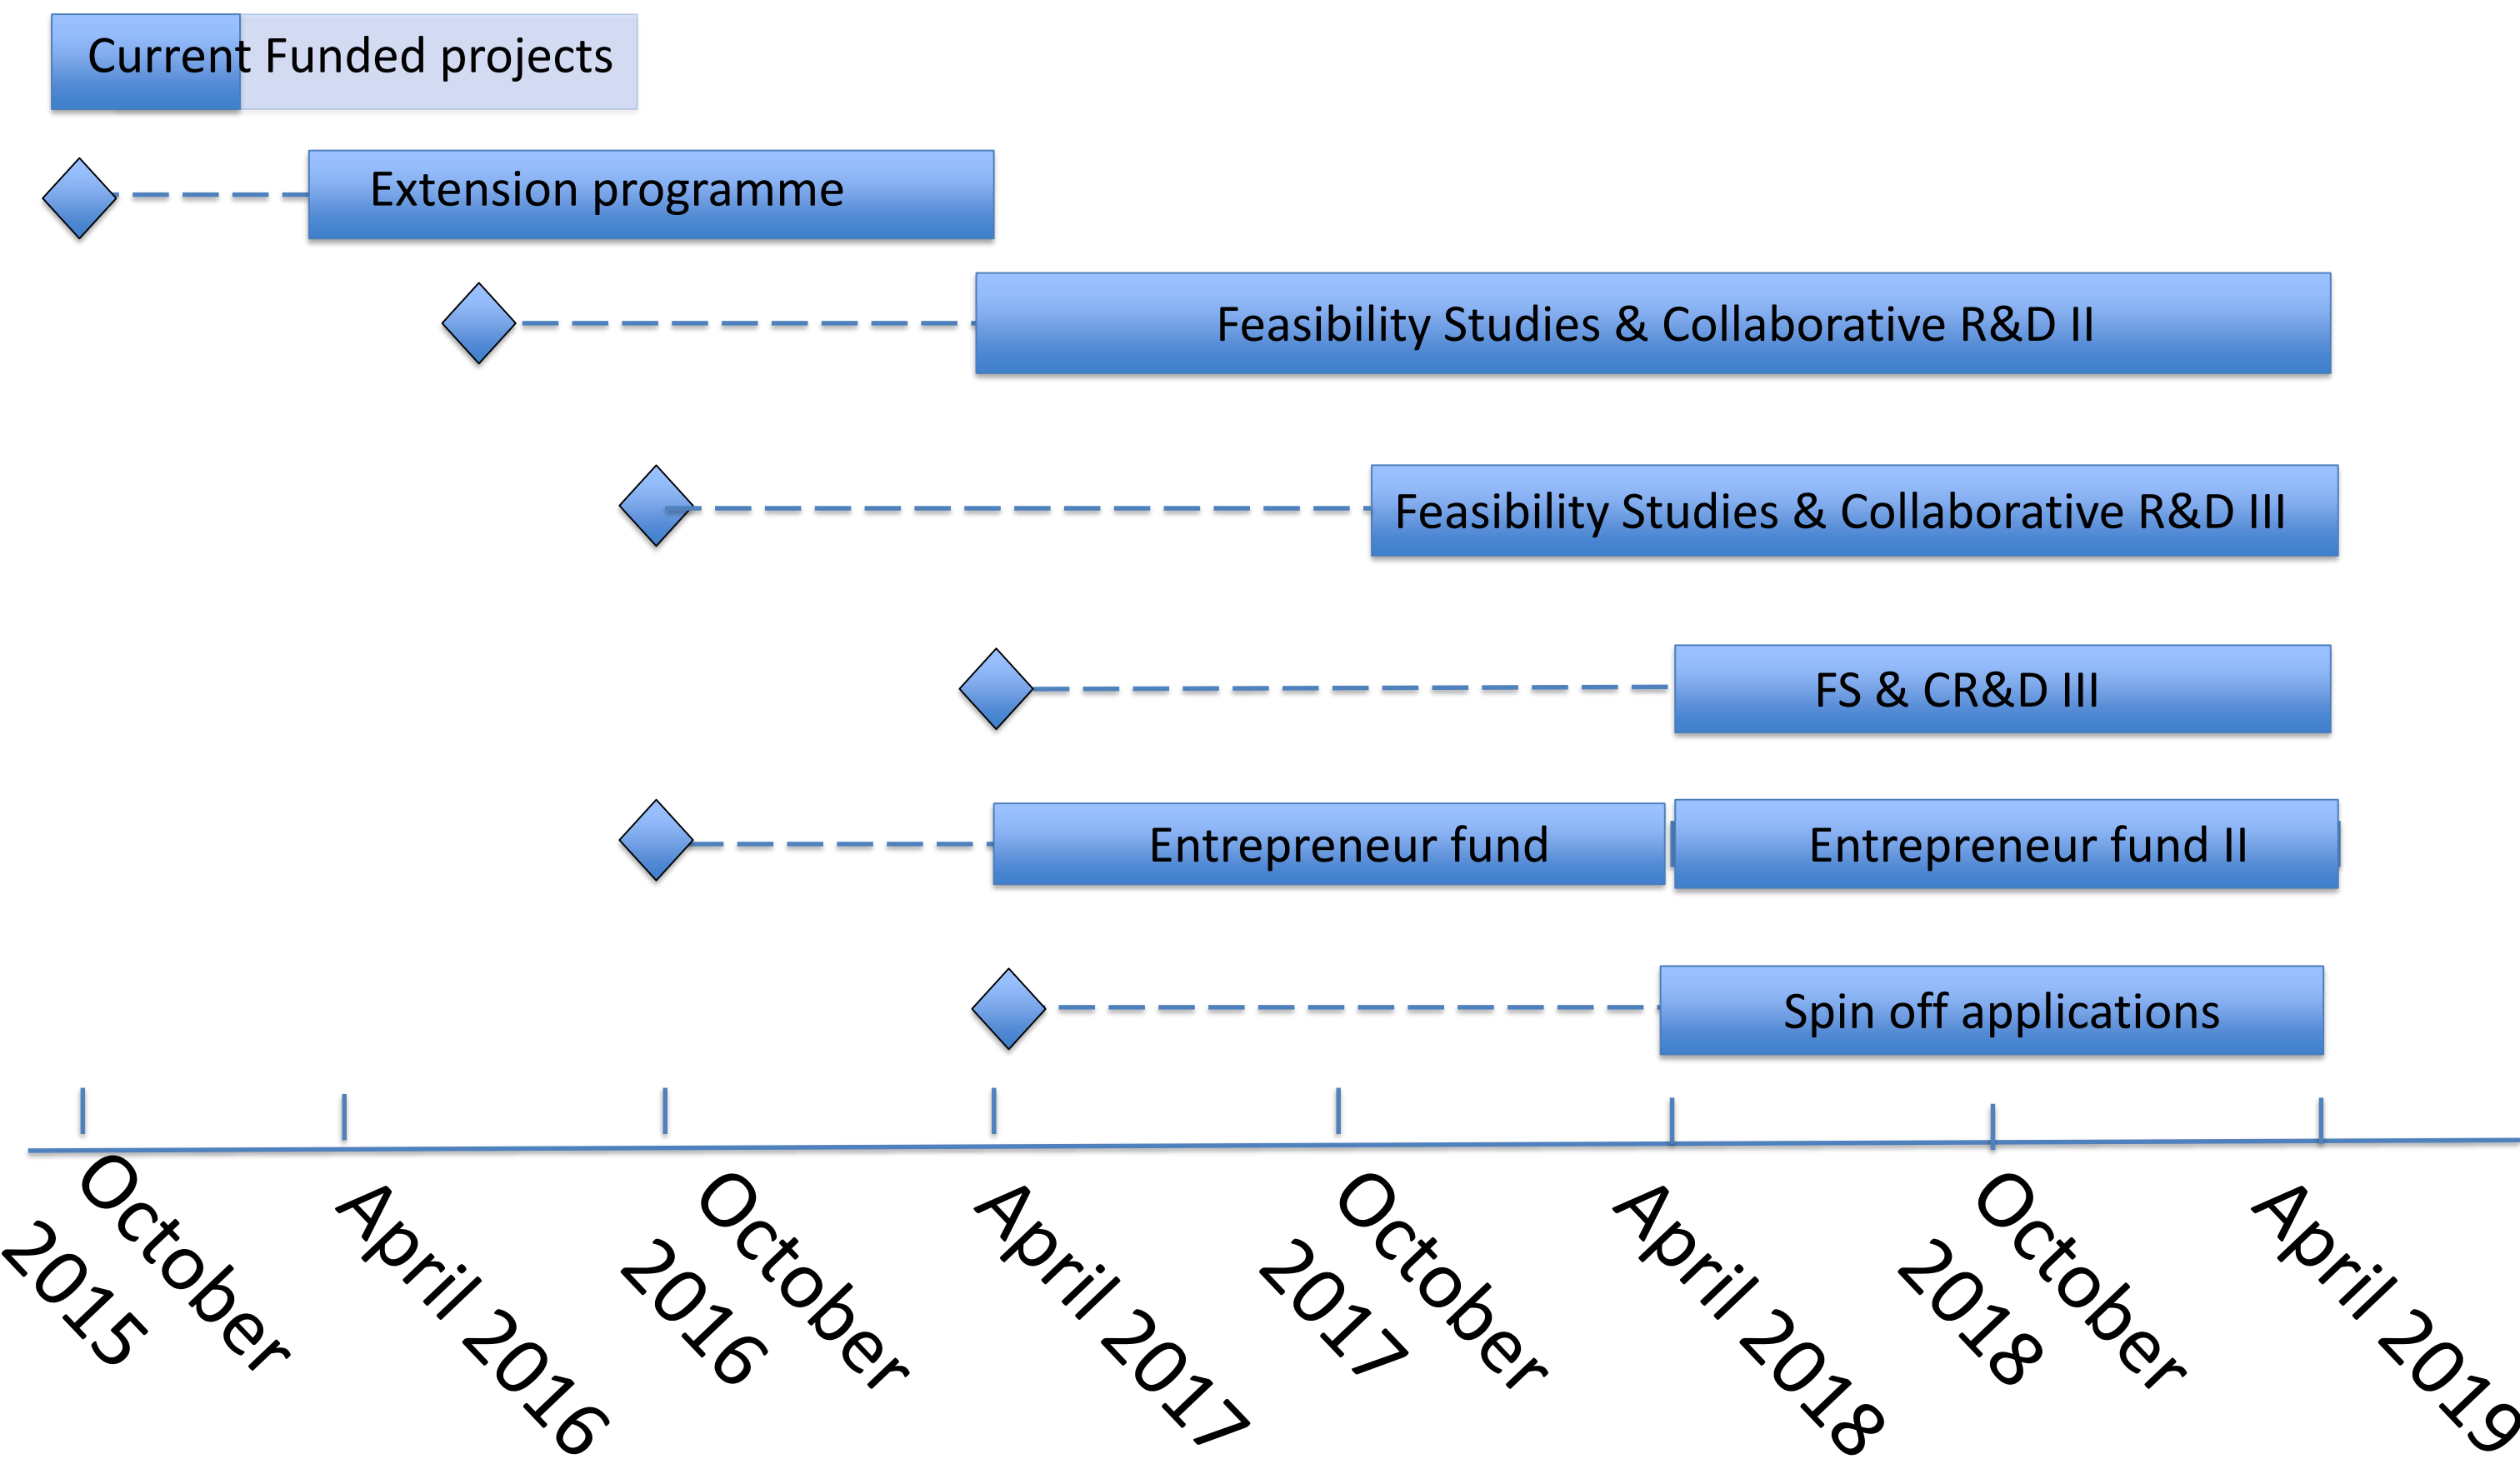 Current Funded projects
Extension programme
Feasibility Studies & Collaborative R&D II
Feasibility Studies & Collaborative R&D III
FS & CR&D III
Entrepreneur fund
Entrepreneur fund II
Spin off applications
October
2015
April 2016
October
2016
April 2017
October
2017
April 2018
October
2018
April 2019